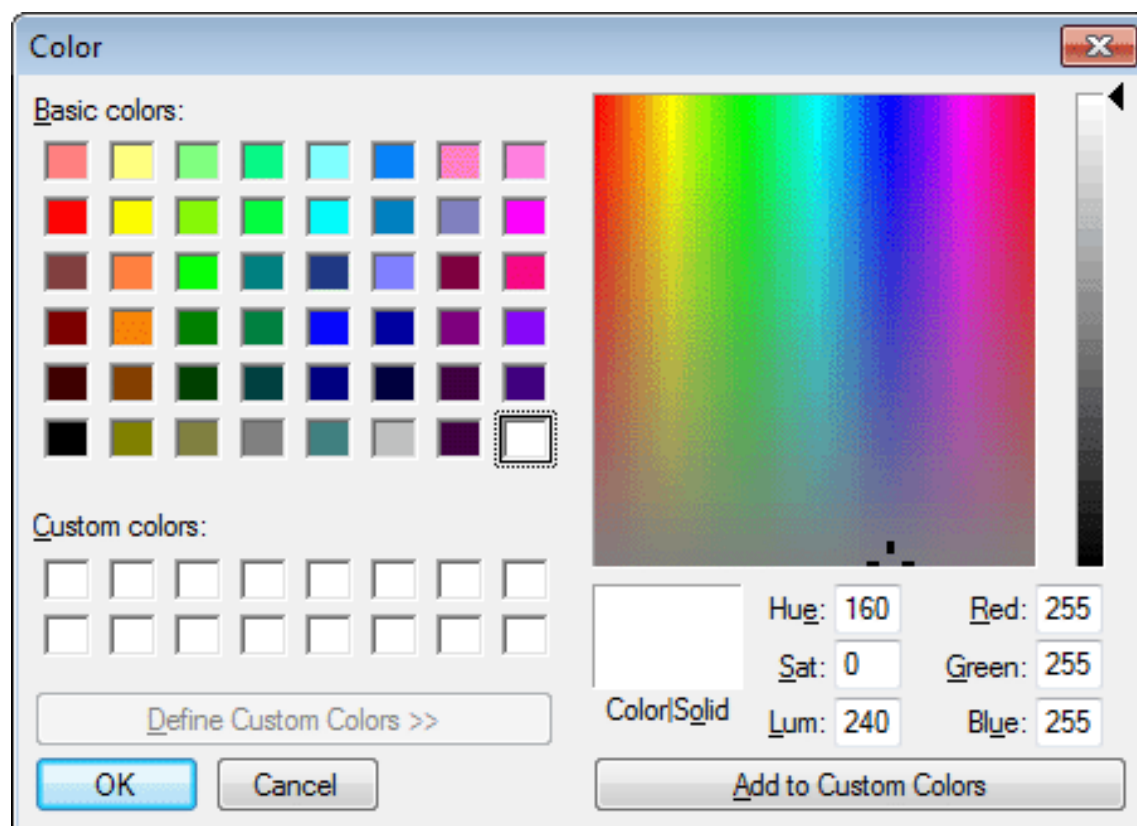 Color
Basic colors:
Custom colors:
Define Custom Colors >>
OK
Cancel
Color|Solid
Hue: 160
Sat: 0
Lum: 240
Red: 255
Green: 255
Blue: 255
Add to Custom Colors